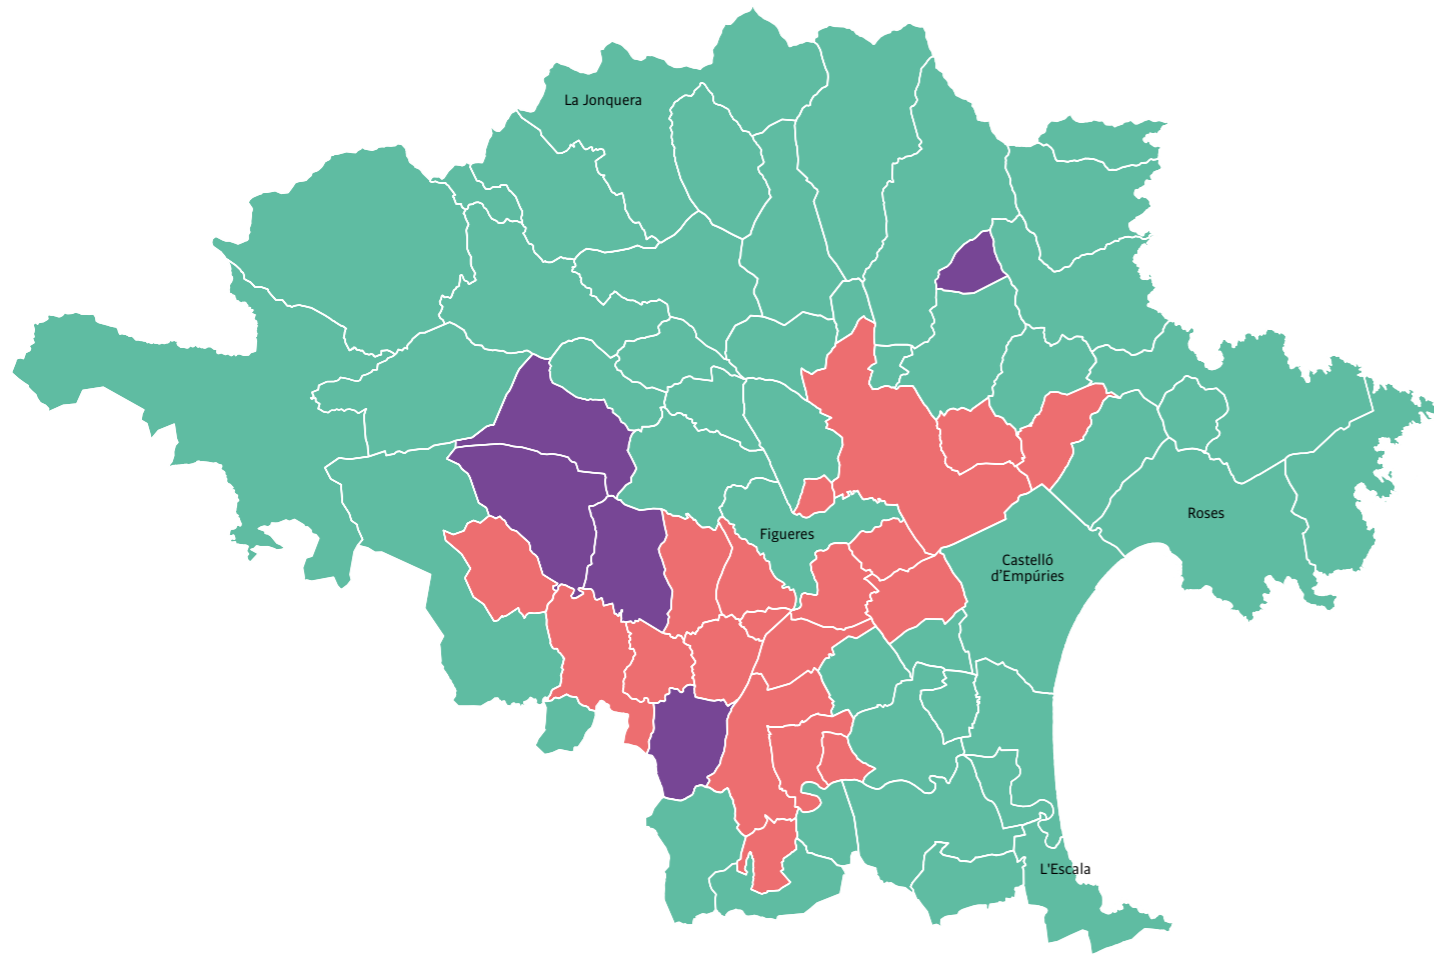 La Jonquera
Roses
Figueres
Castelló
d'Empúries
L'Escala